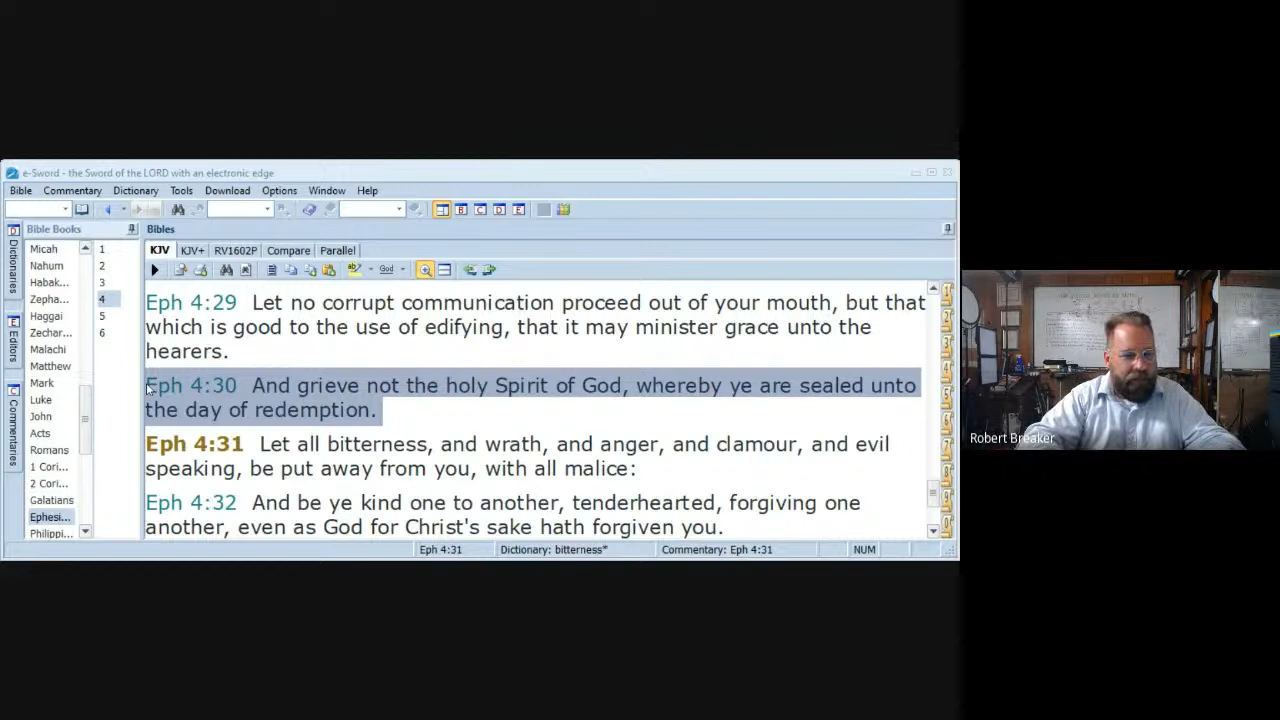 e-Sword - the Sword of the LORD with an electronic edge
Bible Commentary Dictionary Tools Download Options Window Help
B C D E
Bible Books
Bibles
KJV KJV+ RV1602P Compare Parallel
God
Dictionaries
Editors
Commentaries
Micah
Nahum
Habak...
Zepha...
Haggai
Zechar...
Malachi
Matthew
Mark
Luke
John
Acts
Romans
1 Cori...
2 Cori...
Galatians
Ephesi...
Philippi...
1
2
3
4
5
6
Eph 4:29 Let no corrupt communication proceed out of your mouth, but that
which is good to the use of edifying, that it may minister grace unto the
hearers.
Eph 4:30 And grieve not the holy Spirit of God, whereby ye are sealed unto
the day of redemption.
Eph 4:31 Let all bitterness, and wrath, and anger, and clamour, and evil
speaking, be put away from you, with all malice:
Eph 4:32 And be ye kind one to another, tenderhearted, forgiving one
another, even as God for Christ's sake hath forgiven you.
Eph 4:31 Dictionary: bitterness* Commentary: Eph 4:31 NUM
Robert Breaker